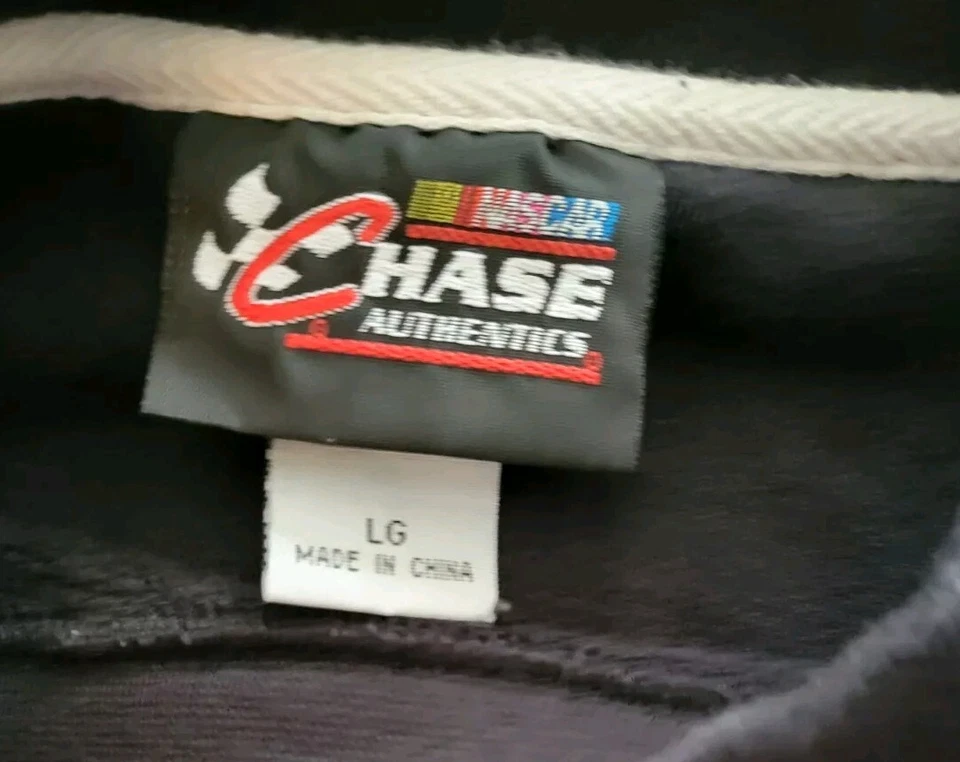 NASCAR
CHASE
AUTHENTICS
LG
MADE IN CHINA